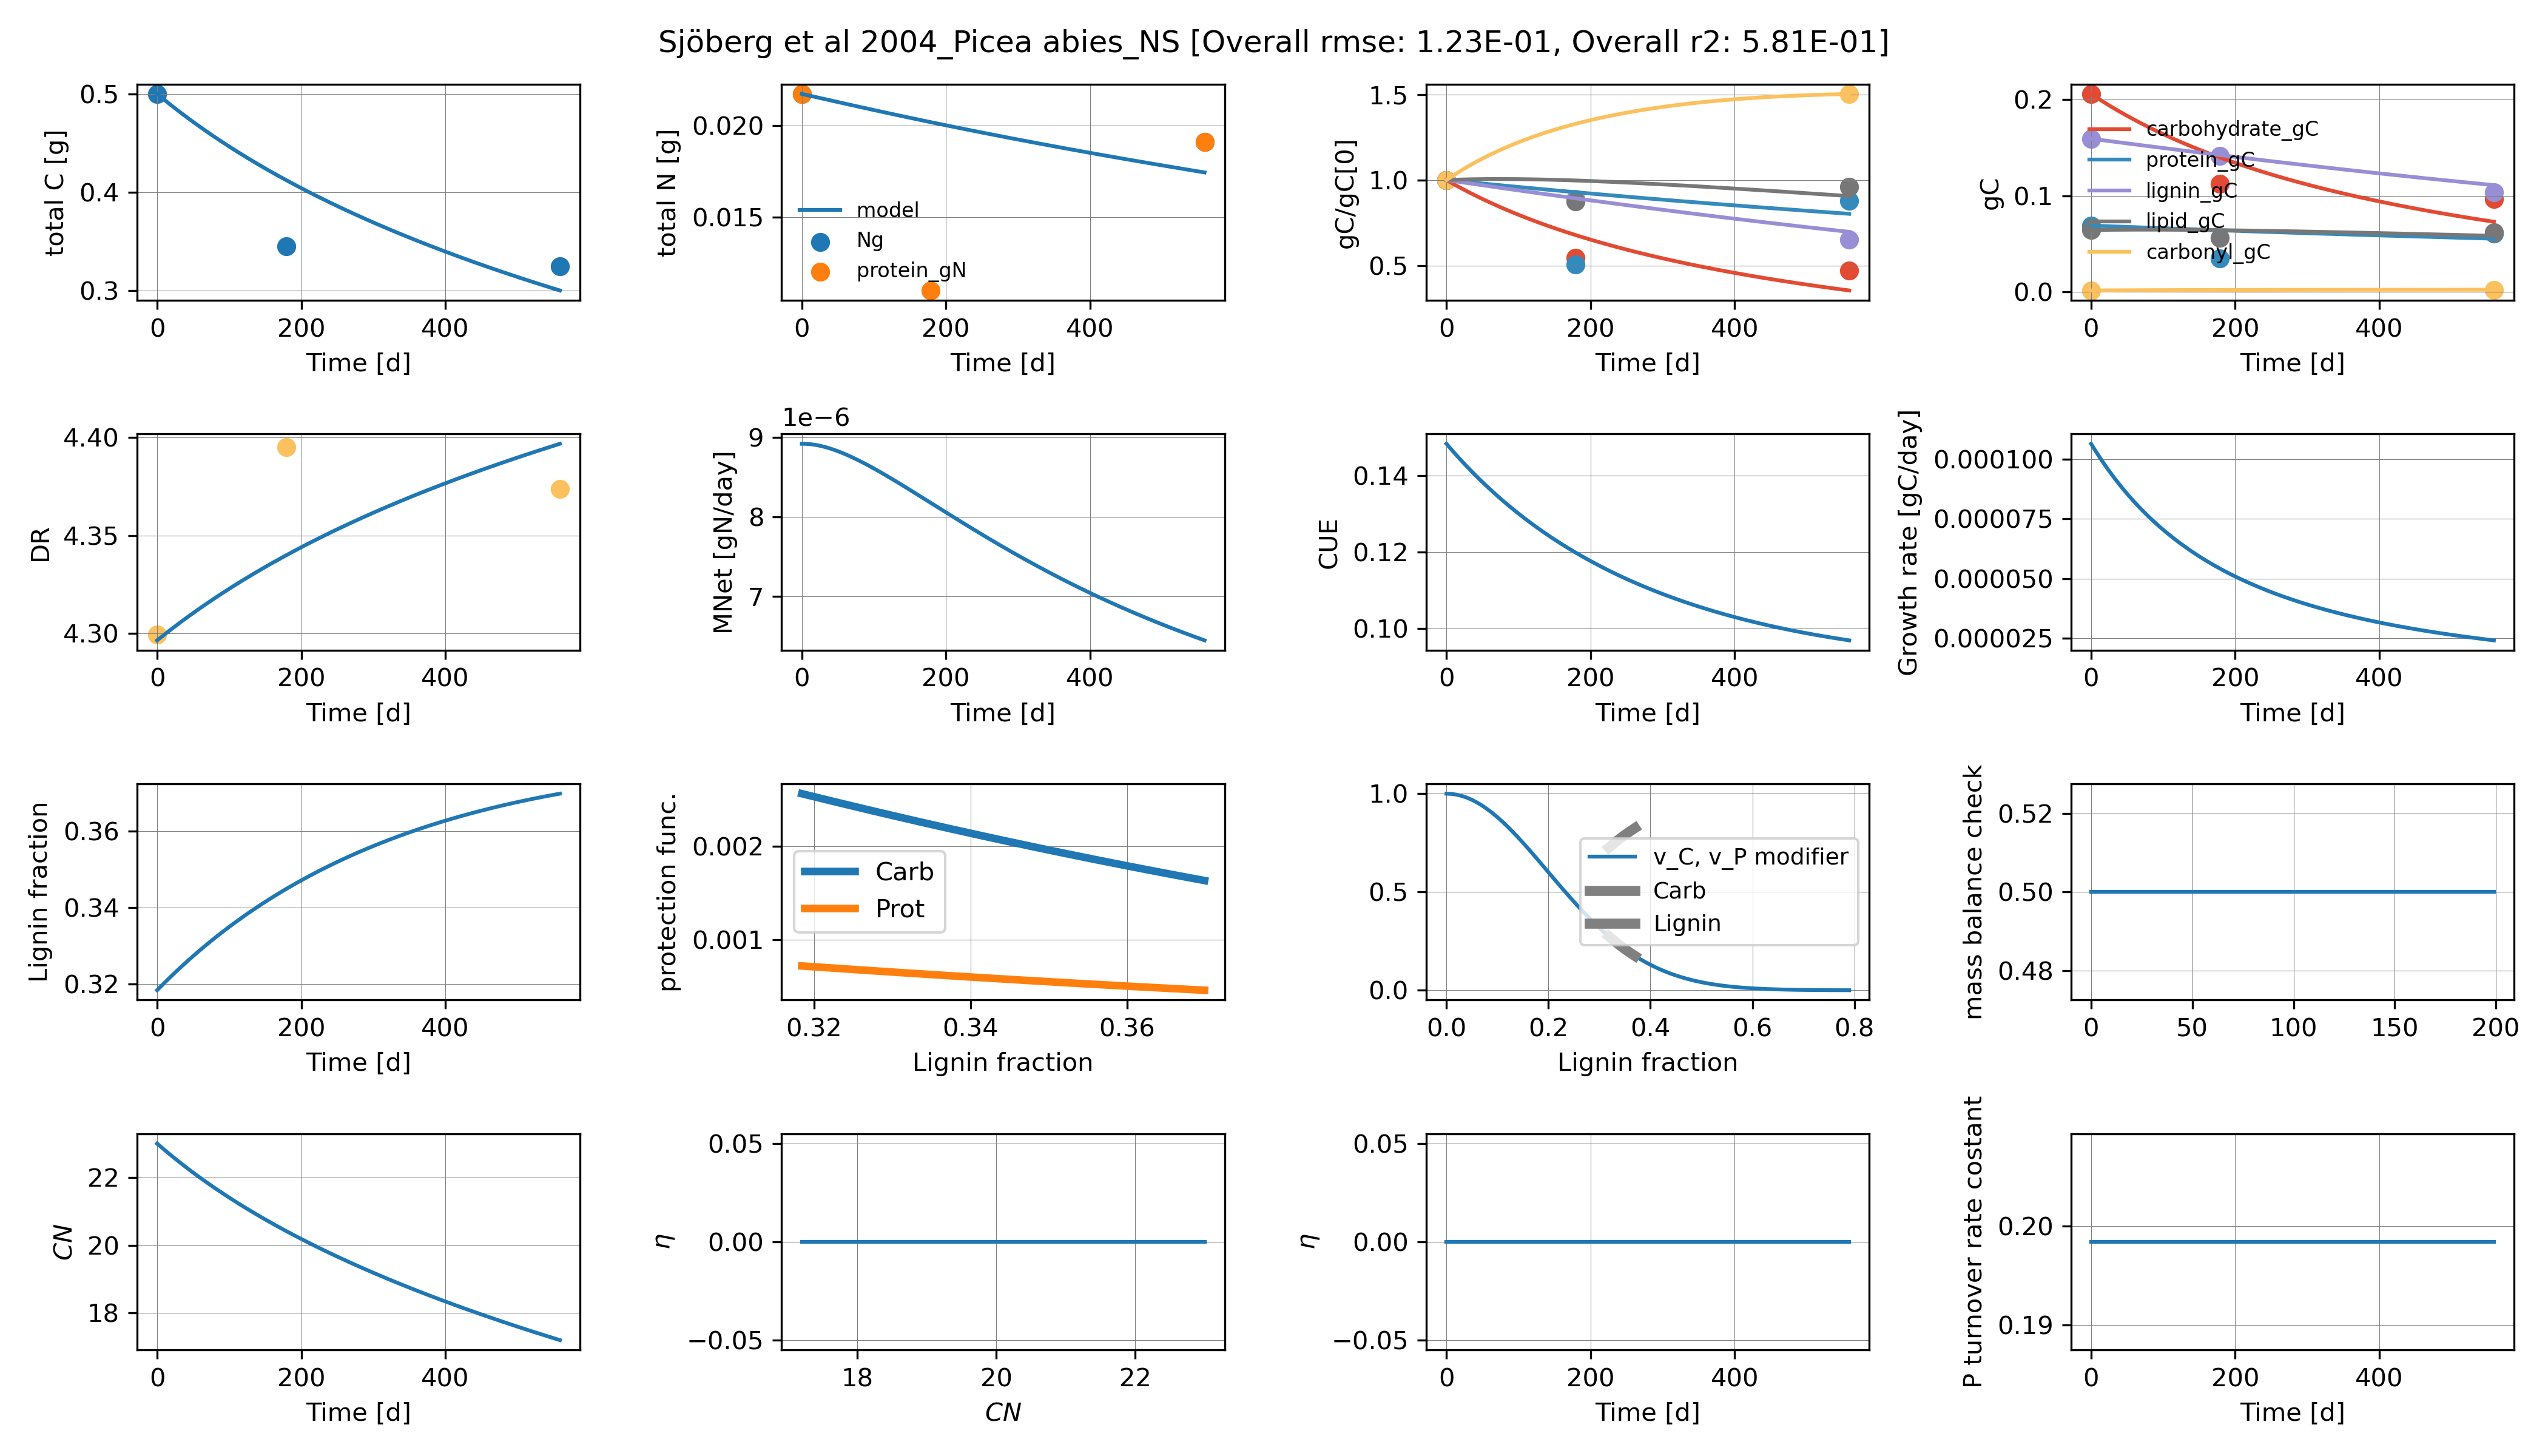 Sjöberg et al 2004_Picea abies_NS [Overall rmse: 1.23E-01, Overall r2: 5.81E-01]
total C [g]
0.5
0.4
0.3
0
200
400
Time [d]
total N [g]
0.020
0.015
model
Ng
protein_gN
0
200
400
Time [d]
gC/gC[0]
1.5
1.0
0.5
0
200
400
Time [d]
gC
0.2
0.1
0.0
carbohydrate_gC
protein_gC
lignin_gC
lipid_gC
carbonyl_gC
0
200
400
Time [d]
DR
4.40
4.35
4.30
0
200
400
Time [d]
1e−6
MNet [gN/day]
9
8
7
0
200
400
Time [d]
CUE
0.14
0.12
0.10
0
200
400
Time [d]
Growth rate [gC/day]
0.000100
0.000075
0.000050
0.000025
0
200
400
Time [d]
Lignin fraction
0.36
0.34
0.32
0
200
400
Time [d]
protection func.
0.002
0.001
Carb
Prot
0.32
0.34
0.36
Lignin fraction
1.0
0.5
0.0
v_C, v_P modifier
Carb
Lignin
0.0
0.2
0.4
0.6
0.8
Lignin fraction
mass balance check
0.52
0.50
0.48
0
50
100
150
200
CN
22
20
18
0
200
400
Time [d]
η
0.05
0.00
−0.05
18
20
22
CN
η
0.05
0.00
−0.05
0
200
400
Time [d]
P turnover rate costant
0.20
0.19
0
200
400
Time [d]